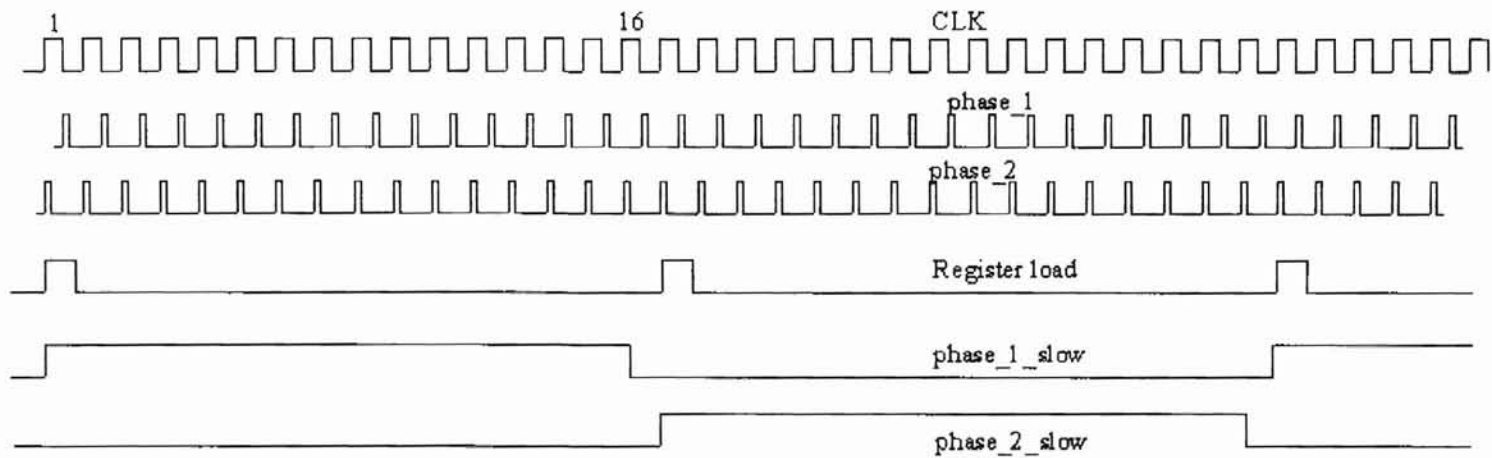 1 16 CLK
phase_1
phase_2
Register load
phase_1_slow
phase_2_slow